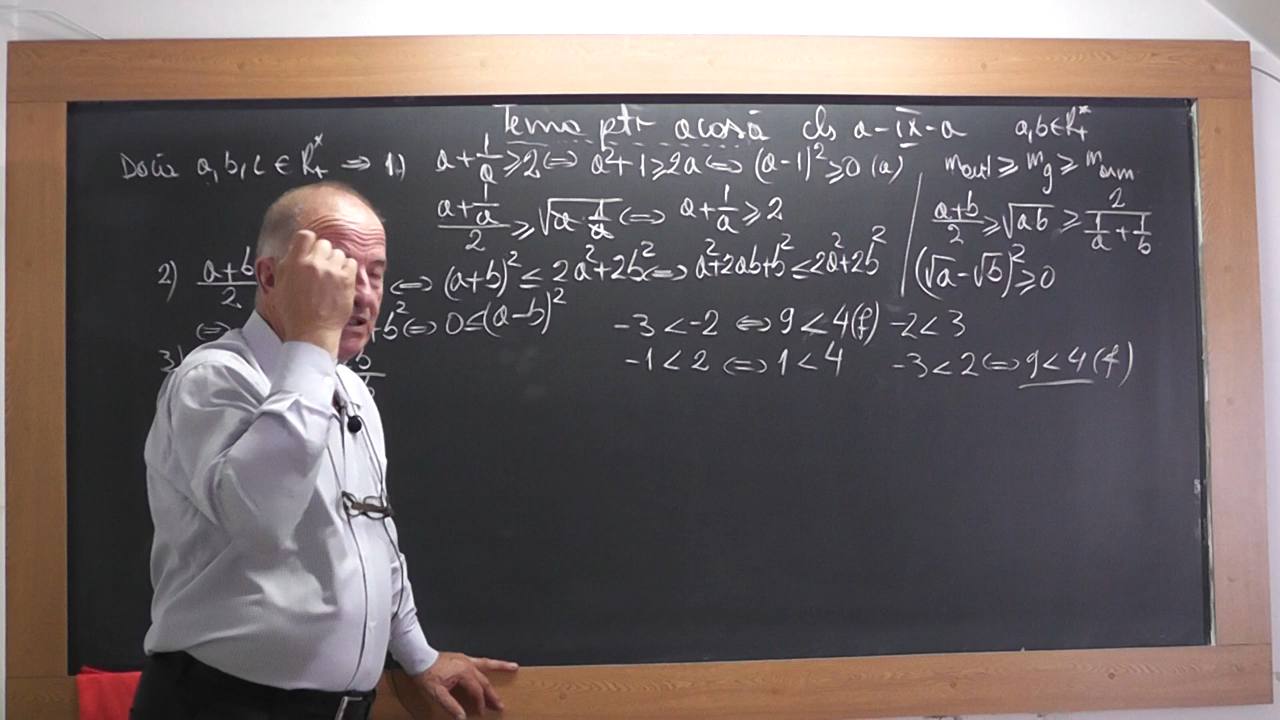 Tema ptr acasă cls a-IX-a a,b∈R₊*
Dacă a,b,c ∈ R₊* ⇒ 1) a+1/a≥2 ⇔ a²+1≥2a ⇔ (a-1)²≥0 (a) m_g ≥ m_arm
(a+1/a)/2 ≥ √(a·1/a) ⇔ a+1/a≥2 (a+b)/2≥√(ab)≥2/(1/a+1/b)
2) (a+b)/2 ⇔ (a+b)²≤2a²+2b² ⇔ a²+2ab+b²≤2a²+2b² (√a-√b)²≥0
⇔ b² ⇔ 0≤(a-b)² -3<-2 ⇔ 9<4(f) -2<3
3) -1<2 ⇔ 1<4 -3<2 ⇔ 9<4(f)